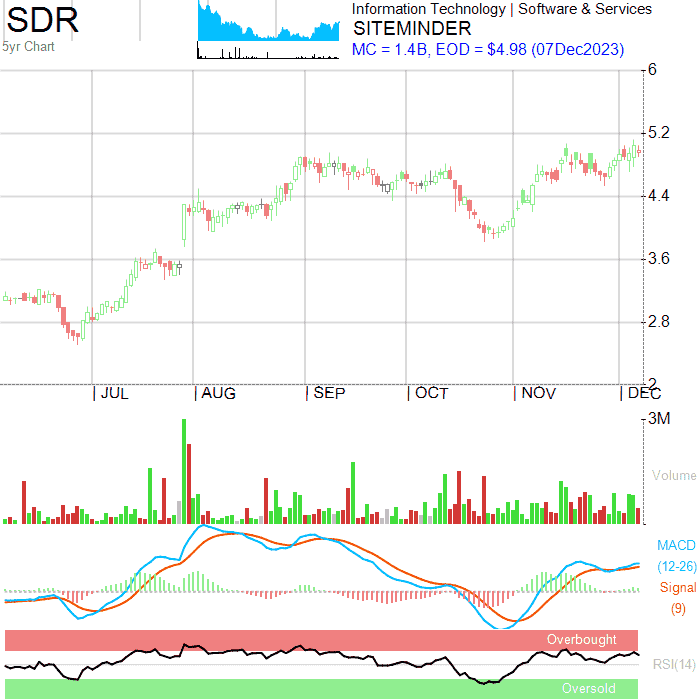 SDR
5yr Chart
Information Technology | Software & Services
SITEMINDER
MC = 1.4B, EOD = $4.98 (07Dec2023)
6
5.2
4.4
3.6
2.8
2
JUL AUG SEP OCT NOV DEC
3M
Volume
MACD
(12-26)
Signal
(9)
Overbought
RSI(14)
Oversold